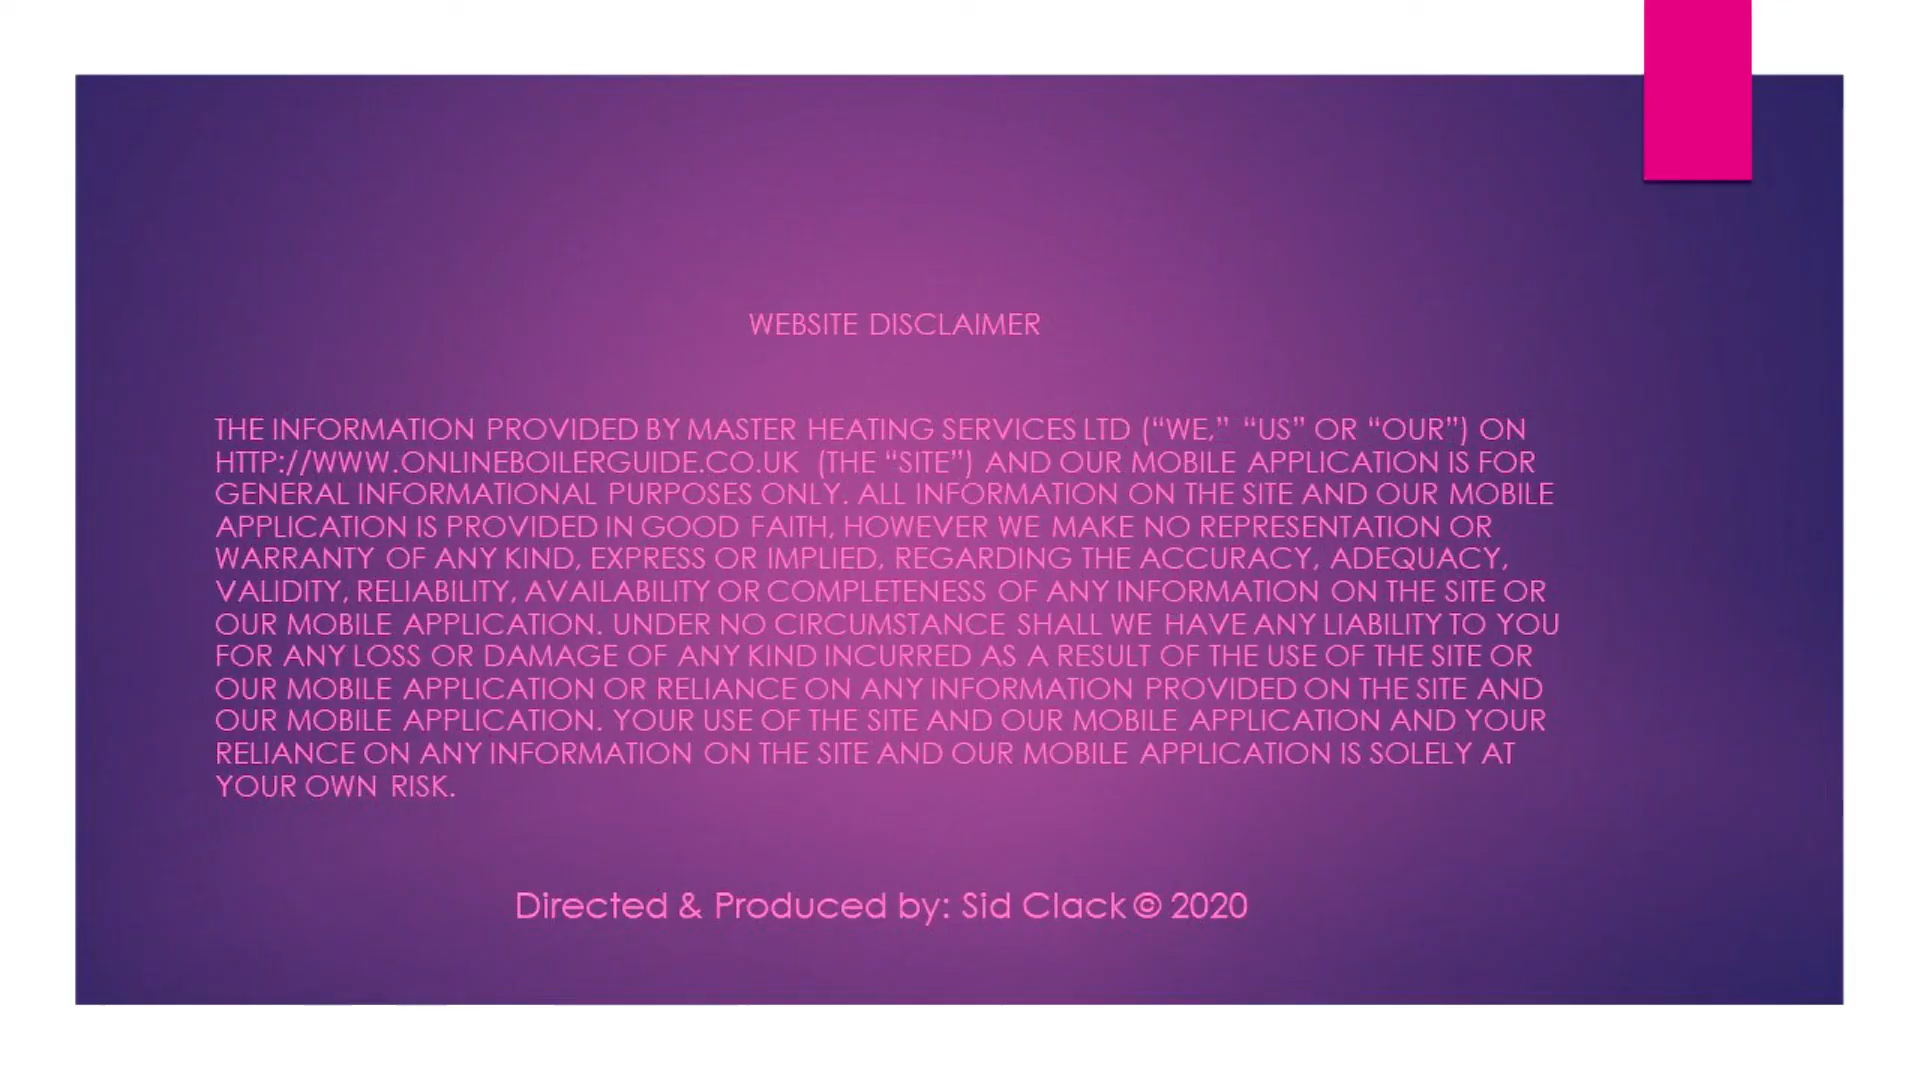 WEBSITE DISCLAIMER
THE INFORMATION PROVIDED BY MASTER HEATING SERVICES LTD (“WE,” “US” OR “OUR”) ON
HTTP://WWW.ONLINEBOILERGUIDE.CO.UK (THE “SITE”) AND OUR MOBILE APPLICATION IS FOR
GENERAL INFORMATIONAL PURPOSES ONLY. ALL INFORMATION ON THE SITE AND OUR MOBILE
APPLICATION IS PROVIDED IN GOOD FAITH, HOWEVER WE MAKE NO REPRESENTATION OR
WARRANTY OF ANY KIND, EXPRESS OR IMPLIED, REGARDING THE ACCURACY, ADEQUACY,
VALIDITY, RELIABILITY, AVAILABILITY OR COMPLETENESS OF ANY INFORMATION ON THE SITE OR
OUR MOBILE APPLICATION. UNDER NO CIRCUMSTANCE SHALL WE HAVE ANY LIABILITY TO YOU
FOR ANY LOSS OR DAMAGE OF ANY KIND INCURRED AS A RESULT OF THE USE OF THE SITE OR
OUR MOBILE APPLICATION OR RELIANCE ON ANY INFORMATION PROVIDED ON THE SITE AND
OUR MOBILE APPLICATION. YOUR USE OF THE SITE AND OUR MOBILE APPLICATION AND YOUR
RELIANCE ON ANY INFORMATION ON THE SITE AND OUR MOBILE APPLICATION IS SOLELY AT
YOUR OWN RISK.
Directed & Produced by: Sid Clack © 2020